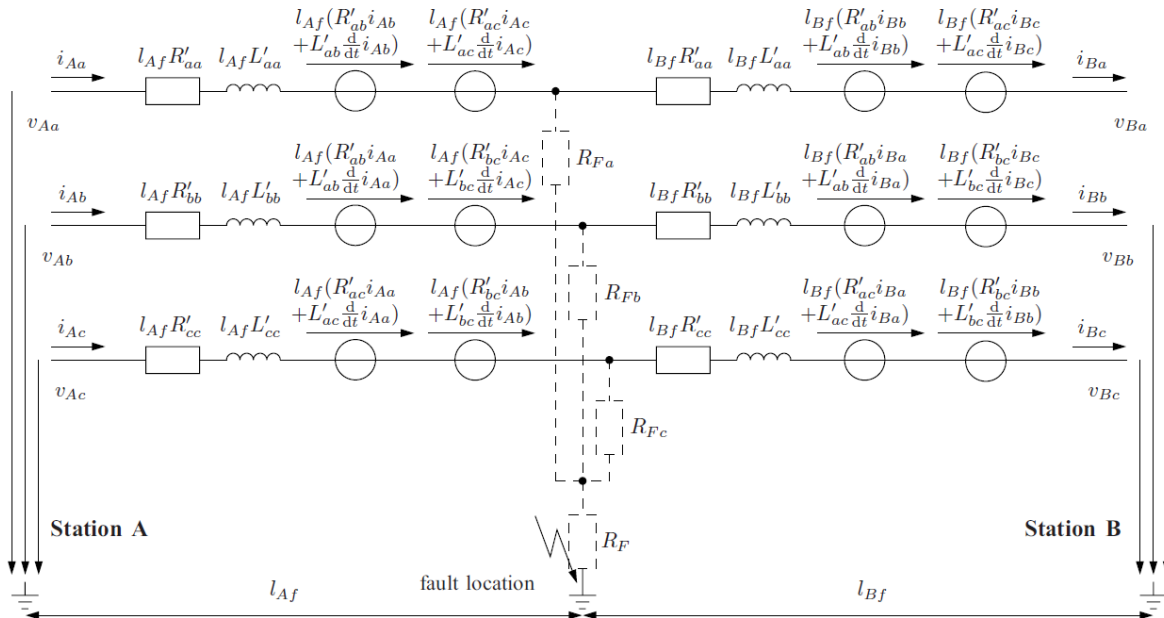 l_{Af}(R'_{ab}i_{Ab} l_{Af}(R'_{ac}i_{Ac} l_{Bf}(R'_{ab}i_{Bb} l_{Bf}(R'_{ac}i_{Bc}
i_{Aa} l_{Af}R'_{aa} l_{Af}L'_{aa} +L'_{ab}\frac{d}{dt}i_{Ab}) +L'_{ac}\frac{d}{dt}i_{Ac}) l_{Bf}R'_{aa} l_{Bf}L'_{aa} +L'_{ab}\frac{d}{dt}i_{Bb}) +L'_{ac}\frac{d}{dt}i_{Bc}) i_{Ba}
v_{Aa} v_{Ba}
R_{Fa}
l_{Af}(R'_{ab}i_{Aa} l_{Af}(R'_{bc}i_{Ac} l_{Bf}(R'_{ab}i_{Ba} l_{Bf}(R'_{bc}i_{Bc}
i_{Ab} l_{Af}R'_{bb} l_{Af}L'_{bb} +L'_{ab}\frac{d}{dt}i_{Aa}) +L'_{bc}\frac{d}{dt}i_{Ac}) l_{Bf}R'_{bb} l_{Bf}L'_{bb} +L'_{ab}\frac{d}{dt}i_{Ba}) +L'_{bc}\frac{d}{dt}i_{Bc}) i_{Bb}
v_{Ab} v_{Bb}
R_{Fb}
l_{Af}(R'_{ac}i_{Aa} l_{Af}(R'_{bc}i_{Ab} l_{Bf}(R'_{ac}i_{Ba} l_{Bf}(R'_{bc}i_{Bb}
i_{Ac} l_{Af}R'_{cc} l_{Af}L'_{cc} +L'_{ac}\frac{d}{dt}i_{Aa}) +L'_{bc}\frac{d}{dt}i_{Ab}) l_{Bf}R'_{cc} l_{Bf}L'_{cc} +L'_{ac}\frac{d}{dt}i_{Ba}) +L'_{bc}\frac{d}{dt}i_{Bb}) i_{Bc}
v_{Ac} v_{Bc}
R_{Fc}
Station A Station B
R_F
fault location
l_{Af} l_{Bf}